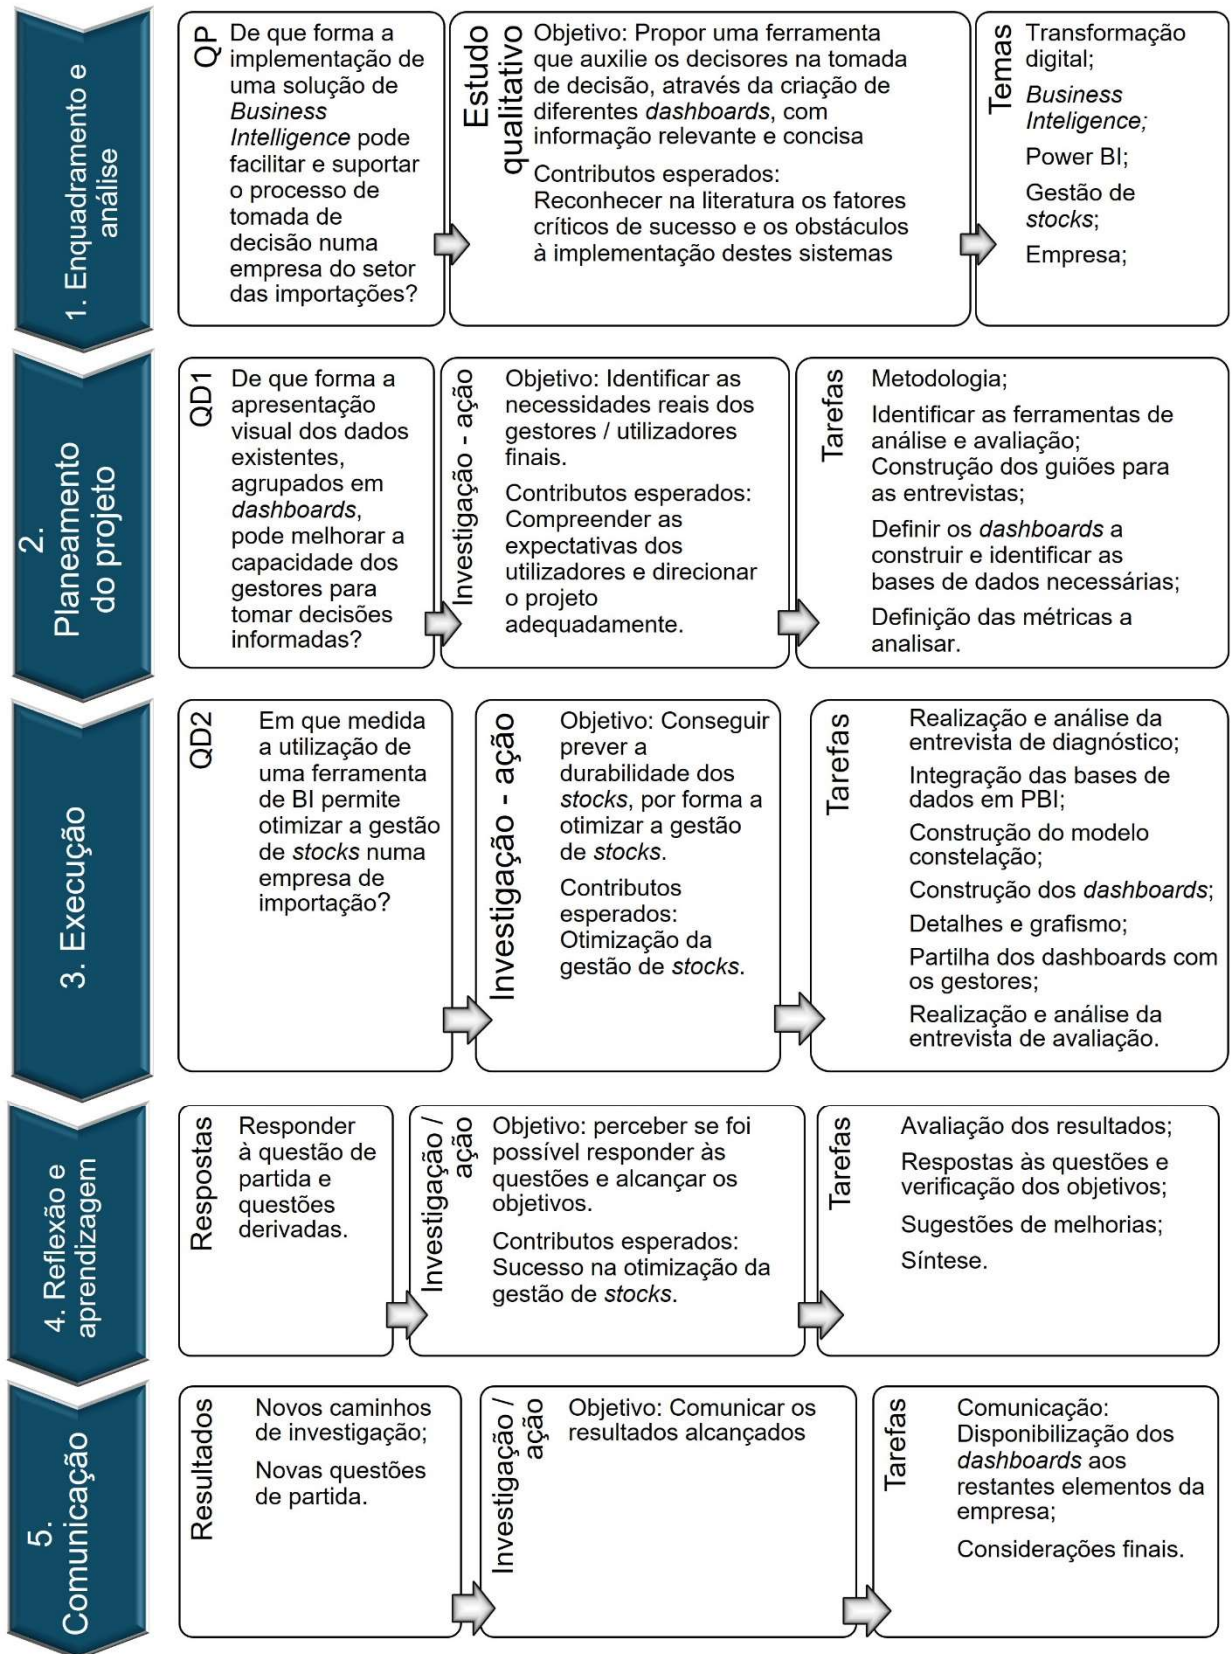 1. Enquadramento e
análise
QP
De que forma a
implementação de
uma solução de
Business
Intelligence pode
facilitar e suportar
o processo de
tomada de
decisão numa
empresa do setor
das importações?
Estudo
qualitativo
Objetivo: Propor uma ferramenta
que auxilie os decisores na tomada
de decisão, através da criação de
diferentes dashboards, com
informação relevante e concisa
Contributos esperados:
Reconhecer na literatura os fatores
críticos de sucesso e os obstáculos
à implementação destes sistemas
Temas
Transformação
digital;
Business
Inteligence;
Power BI;
Gestão de
stocks;
Empresa;
2.
Planeamento
do projeto
QD1
De que forma a
apresentação
visual dos dados
existentes,
agrupados em
dashboards,
pode melhorar a
capacidade dos
gestores para
tomar decisões
informadas?
Investigação - ação
Objetivo: Identificar as
necessidades reais dos
gestores / utilizadores
finais.
Contributos esperados:
Compreender as
expectativas dos
utilizadores e direcionar
o projeto
adequadamente.
Tarefas
Metodologia;
Identificar as ferramentas de
análise e avaliação;
Construção dos guiões para
as entrevistas;
Definir os dashboards a
construir e identificar as
bases de dados necessárias;
Definição das métricas a
analisar.
3. Execução
QD2
Em que medida
a utilização de
uma ferramenta
de BI permite
otimizar a gestão
de stocks numa
empresa de
importação?
Investigação - ação
Objetivo: Conseguir
prever a
durabilidade dos
stocks, por forma a
otimizar a gestão
de stocks.
Contributos
esperados:
Otimização da
gestão de stocks.
Tarefas
Realização e análise da
entrevista de diagnóstico;
Integração das bases de
dados em PBI;
Construção do modelo
constelação;
Construção dos dashboards;
Detalhes e grafismo;
Partilha dos dashboards com
os gestores;
Realização e análise da
entrevista de avaliação.
4. Reflexão e
aprendizagem
Respostas
Responder
à questão de
partida e
questões
derivadas.
Investigação /
ação
Objetivo: perceber se foi
possível responder às
questões e alcançar os
objetivos.
Contributos esperados:
Sucesso na otimização da
gestão de stocks.
Tarefas
Avaliação dos resultados;
Respostas às questões e
verificação dos objetivos;
Sugestões de melhorias;
Síntese.
5.
Comunicação
Resultados
Novos caminhos
de investigação;
Novas questões
de partida.
Investigação /
ação
Objetivo: Comunicar os
resultados alcançados
Tarefas
Comunicação:
Disponibilização dos
dashboards aos
restantes elementos da
empresa;
Considerações finais.